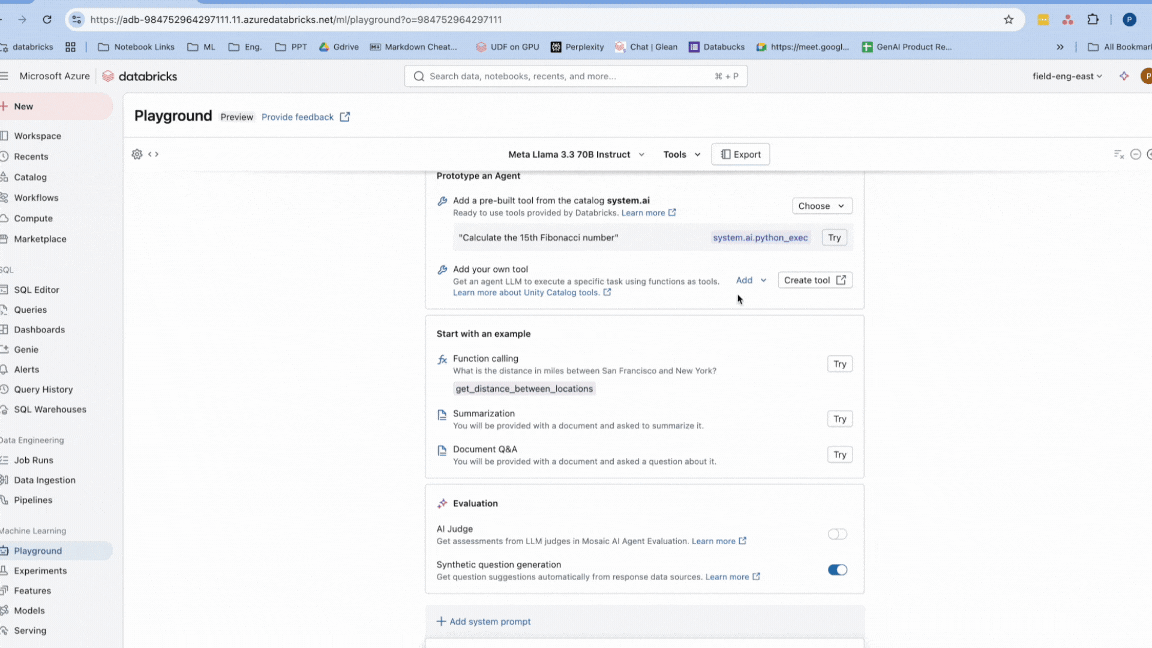 https://adb-984752964297111.11.azuredatabricks.net/ml/playground?o=984752964297111
P
databricks
Notebook Links
ML
Eng.
PPT
Gdrive
Markdown Cheat...
UDF on GPU
Perplexity
Chat | Glean
Databucks
https://meet.googl...
GenAI Product Re...
»
All Bookmar
Microsoft Azure
databricks
Search data, notebooks, recents, and more...
⌘ + P
field-eng-east
P
New
Workspace
Recents
Catalog
Workflows
Compute
Marketplace
SQL
SQL Editor
Queries
Dashboards
Genie
Alerts
Query History
SQL Warehouses
Data Engineering
Job Runs
Data Ingestion
Pipelines
Machine Learning
Playground
Experiments
Features
Models
Serving
Playground
Preview
Provide feedback
Meta Llama 3.3 70B Instruct
Tools
Export
Prototype an Agent
Add a pre-built tool from the catalog system.ai
Ready to use tools provided by Databricks. Learn more
Choose
"Calculate the 15th Fibonacci number"
system.ai.python_exec
Try
Add your own tool
Get an agent LLM to execute a specific task using functions as tools.
Learn more about Unity Catalog tools.
Add
Create tool
Start with an example
Function calling
What is the distance in miles between San Francisco and New York?
get_distance_between_locations
Try
Summarization
You will be provided with a document and asked to summarize it.
Try
Document Q&A
You will be provided with a document and asked a question about it.
Try
Evaluation
AI Judge
Get assessments from LLM judges in Mosaic AI Agent Evaluation. Learn more
Synthetic question generation
Get question suggestions automatically from response data sources. Learn more
Add system prompt